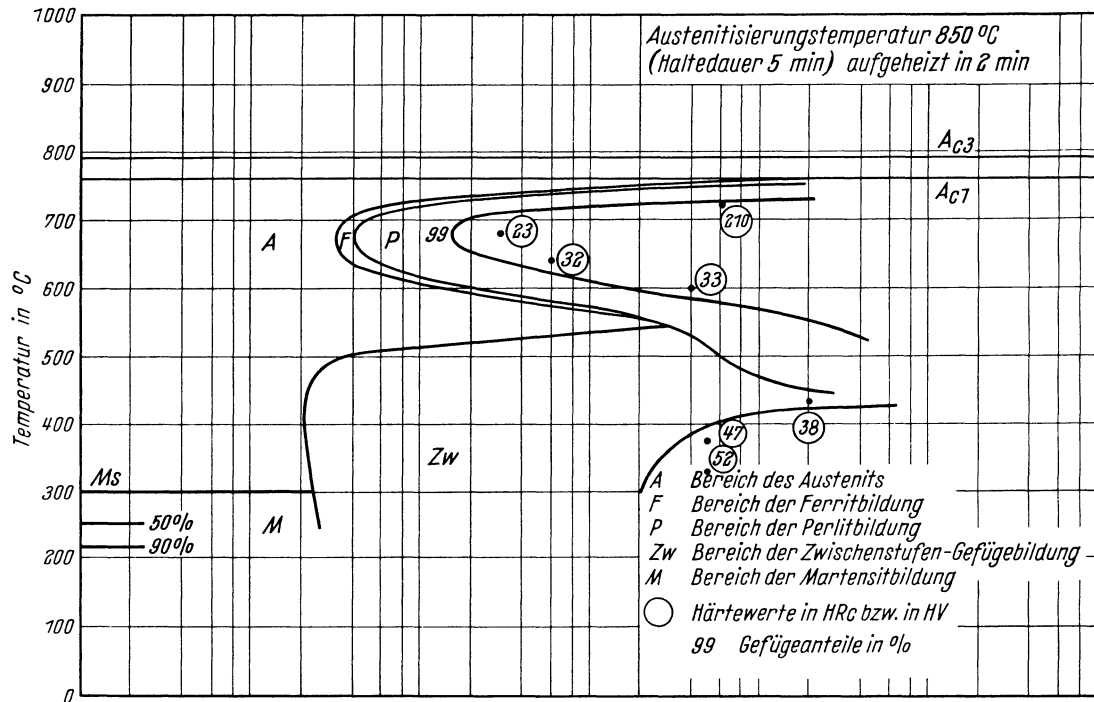 1000
900
800
700
600
500
400
300
200
100
0
Temperatur in °C
Austenitisierungstemperatur 850 °C
(Haltedauer 5 min) aufgeheizt in 2 min
Ac3
Ac1
A
F
P
99
23
32
33
210
38
47
52
Zw
Ms
M
50%
90%
A Bereich des Austenits
F Bereich der Ferritbildung
P Bereich der Perlitbildung
Zw Bereich der Zwischenstufen-Gefügebildung
M Bereich der Martensitbildung
Härtewerte in HRc bzw. in HV
99 Gefügeanteile in %